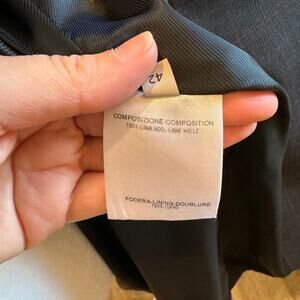 42
COMPOSIZIONE-COMPOSITION
100% LANA WOOL LAINE WOLLE
FODERA-LINING-DOUBLURE
100% CUPRO